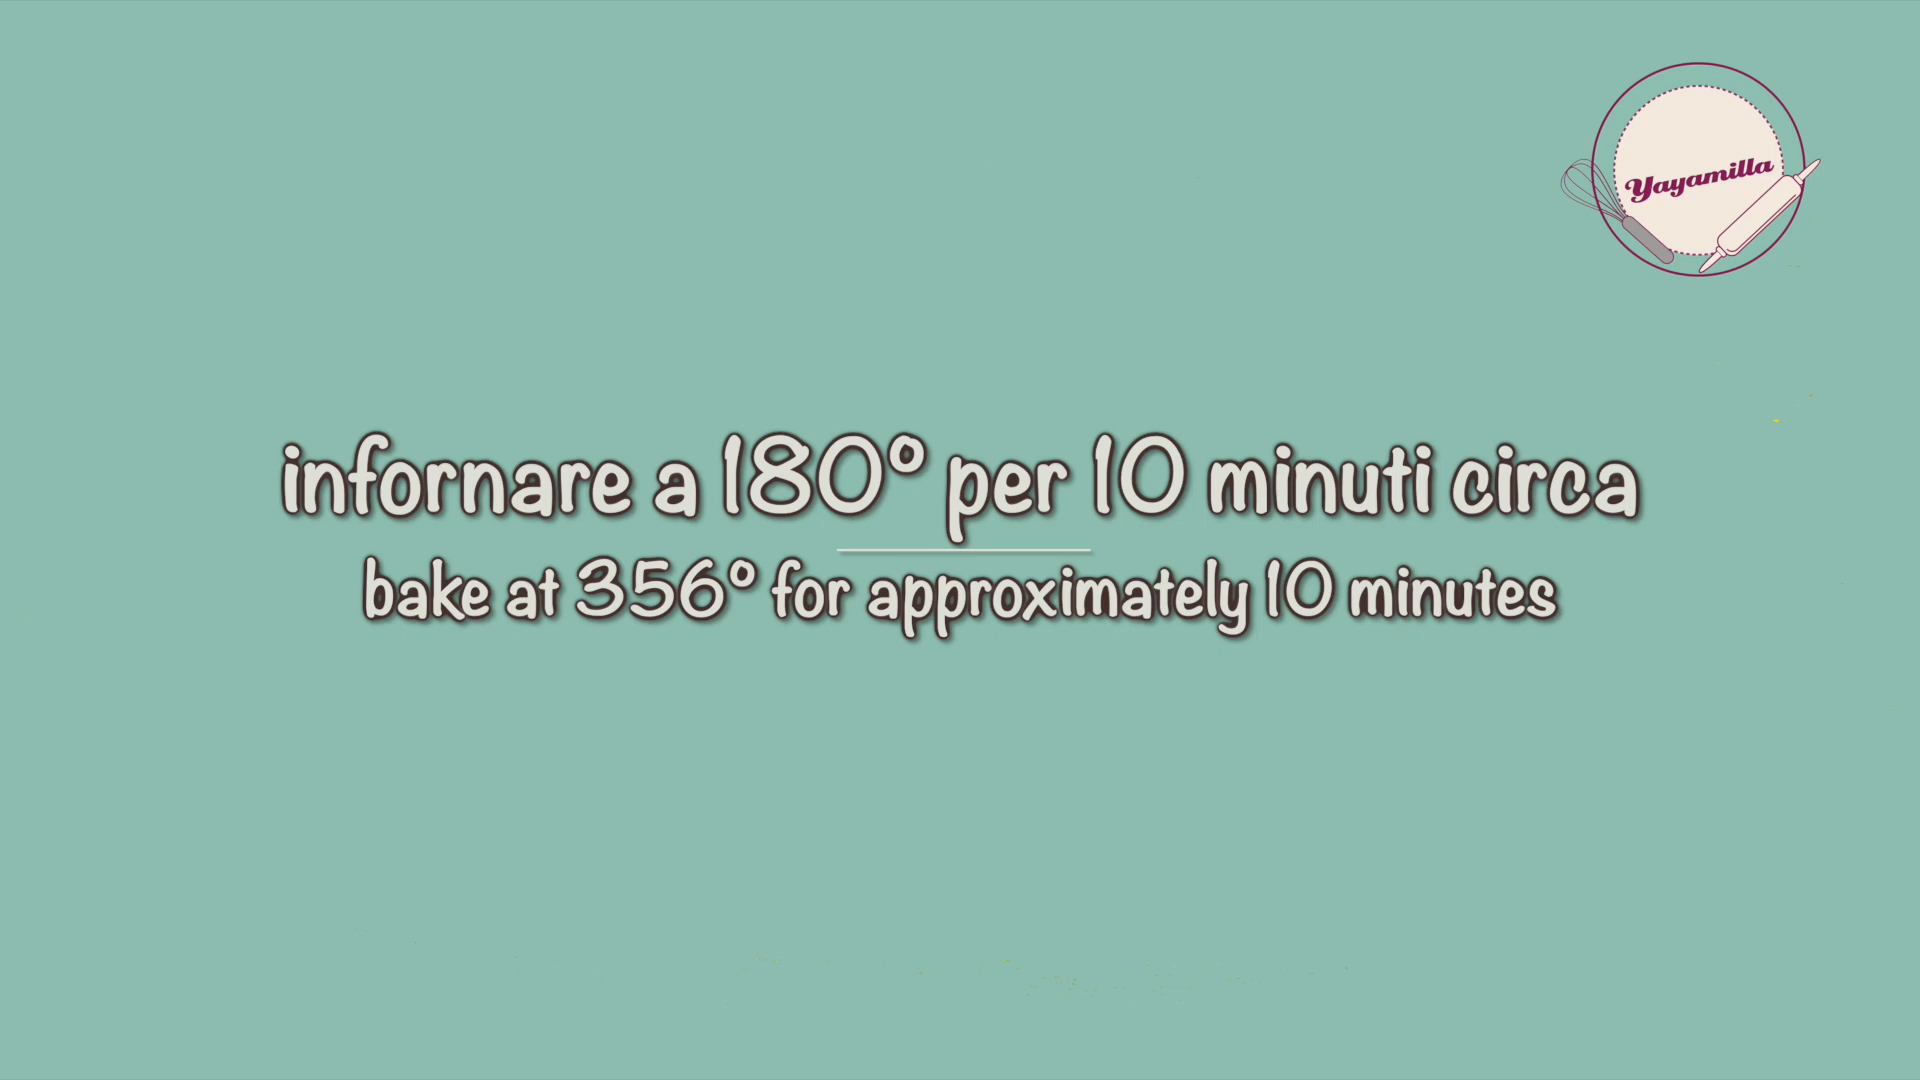 Yayamilla
infornare a 180° per 10 minuti circa
bake at 356° for approximately 10 minutes